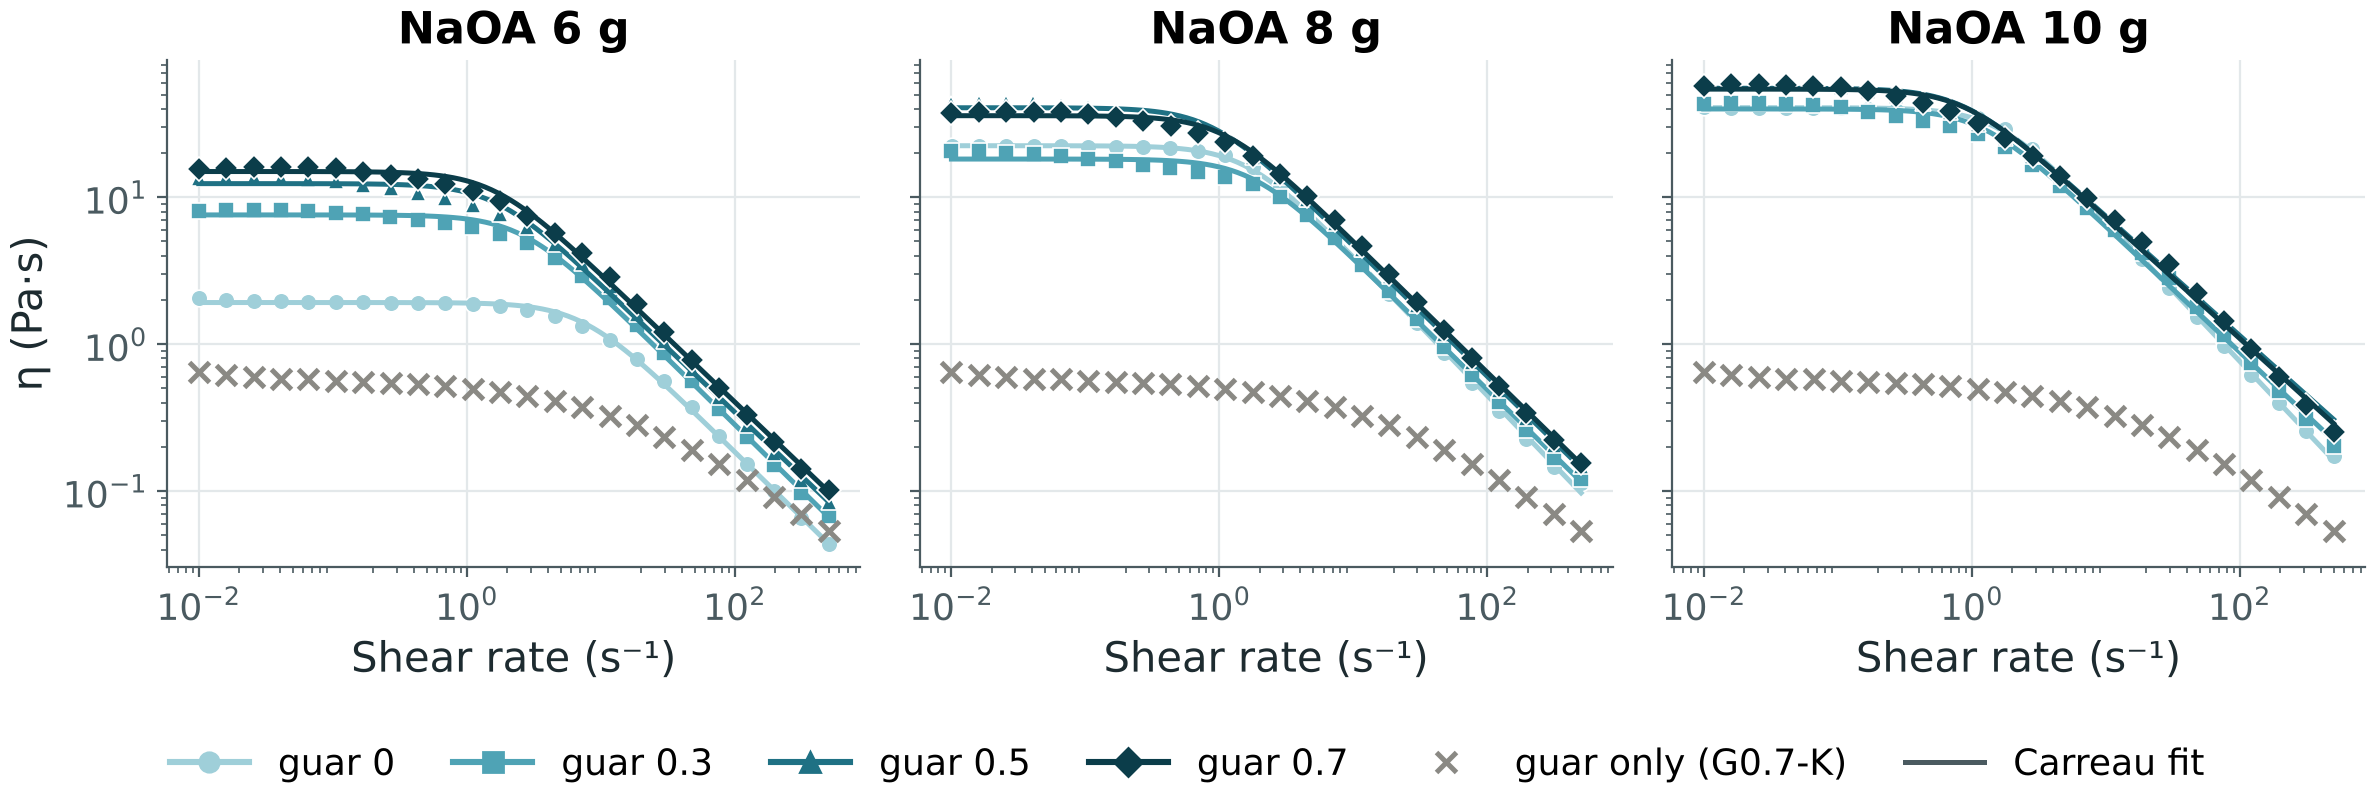 NaOA 6 g
NaOA 8 g
NaOA 10 g
η (Pa·s)
10¹
10⁰
10⁻¹
10⁻² 10⁰ 10²
10⁻² 10⁰ 10²
10⁻² 10⁰ 10²
Shear rate (s⁻¹)
Shear rate (s⁻¹)
Shear rate (s⁻¹)
guar 0 guar 0.3 guar 0.5 guar 0.7 guar only (G0.7-K) Carreau fit